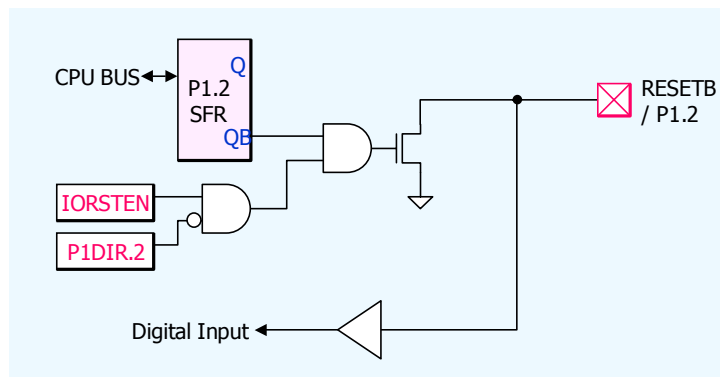 Q
CPU BUS
P1.2
SFR
QB
RESETB
/ P1.2
IORSTEN
P1DIR.2
Digital Input